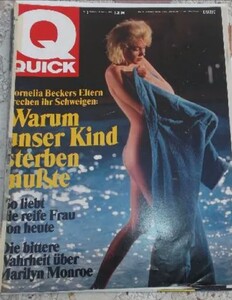 Q
QUICK
Cornelia Beckers Eltern
brechen ihr Schweigen:
Warum
unser Kind
sterben
mußte
So liebt
die reife Frau
von heute
Die bittere
Wahrheit über
Marilyn Monroe